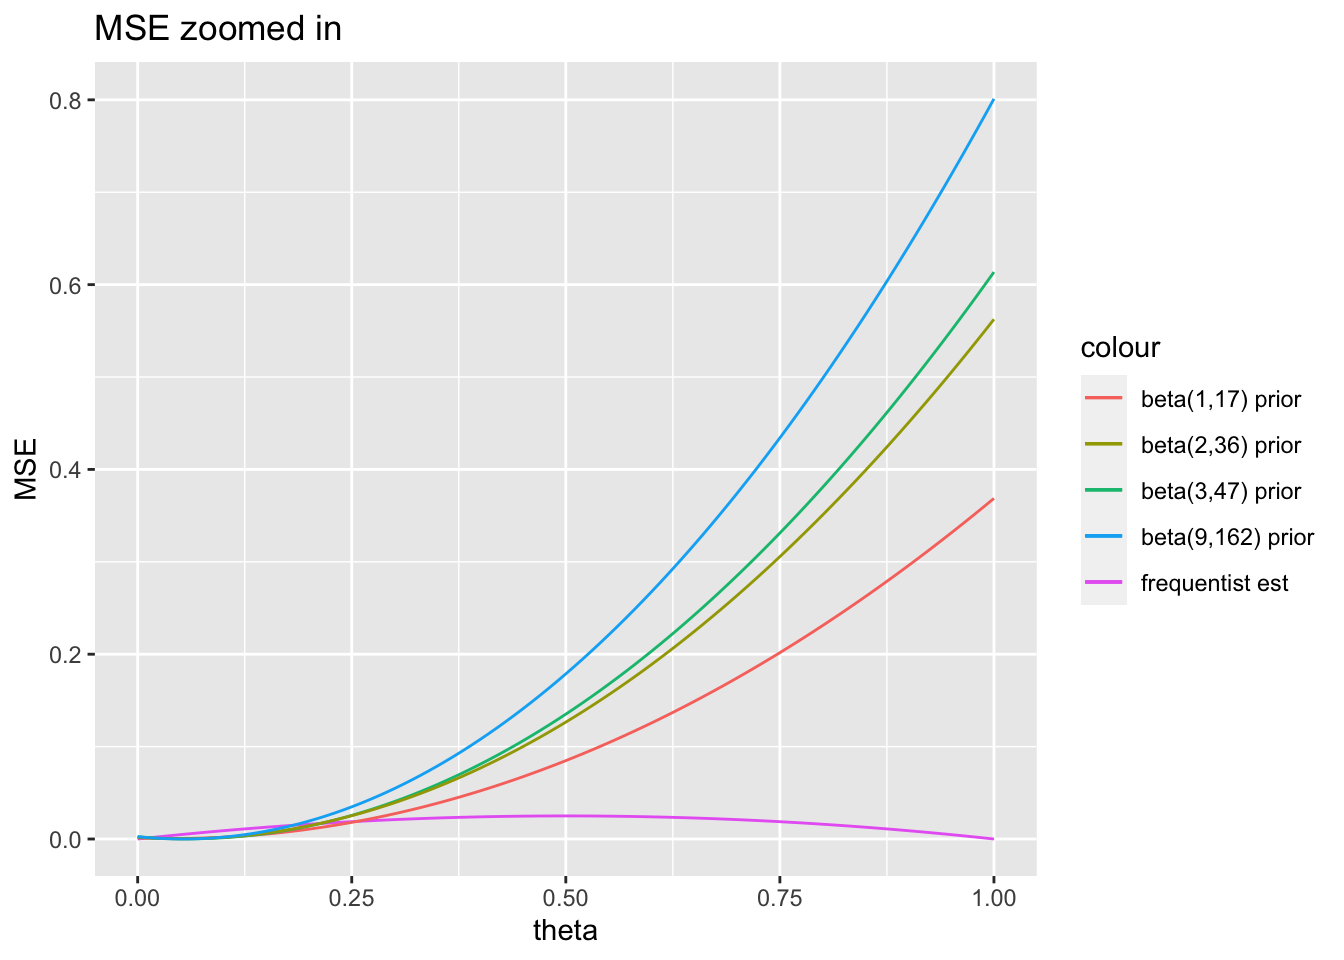 MSE zoomed in
0.8
0.6
0.4
0.2
0.0
MSE
0.00 0.25 0.50 0.75 1.00
theta
colour
beta(1,17) prior
beta(2,36) prior
beta(3,47) prior
beta(9,162) prior
frequentist est